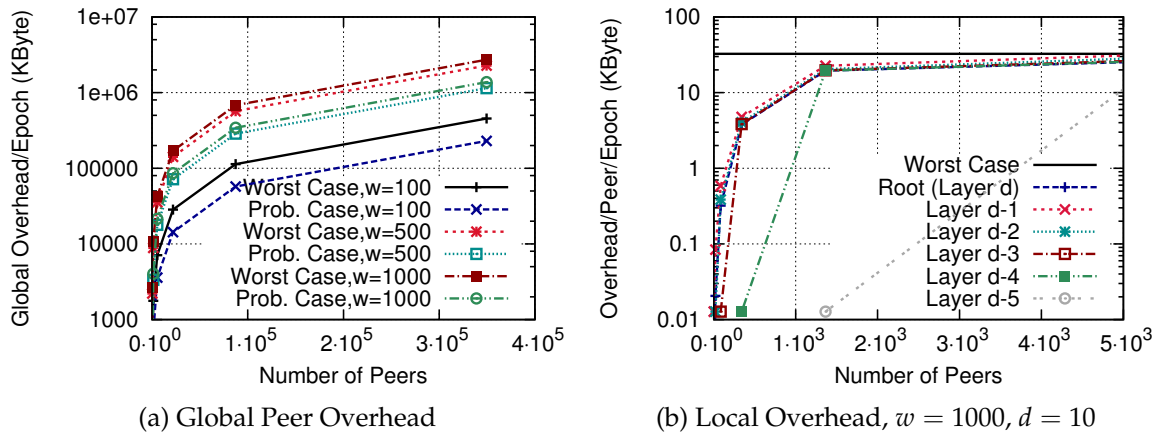 Global Overhead/Epoch (KByte)
1e+07
1e+06
100000
10000
1000
Worst Case,w=100
Prob. Case,w=100
Worst Case,w=500
Prob. Case,w=500
Worst Case,w=1000
Prob. Case,w=1000
0·10⁰ 1·10⁵ 2·10⁵ 3·10⁵ 4·10⁵
Number of Peers
(a) Global Peer Overhead
Overhead/Peer/Epoch (KByte)
100
10
1
0.1
0.01
Worst Case
Root (Layer d)
Layer d-1
Layer d-2
Layer d-3
Layer d-4
Layer d-5
0·10⁰ 1·10³ 2·10³ 3·10³ 4·10³ 5·10³
Number of Peers
(b) Local Overhead, w = 1000, d = 10